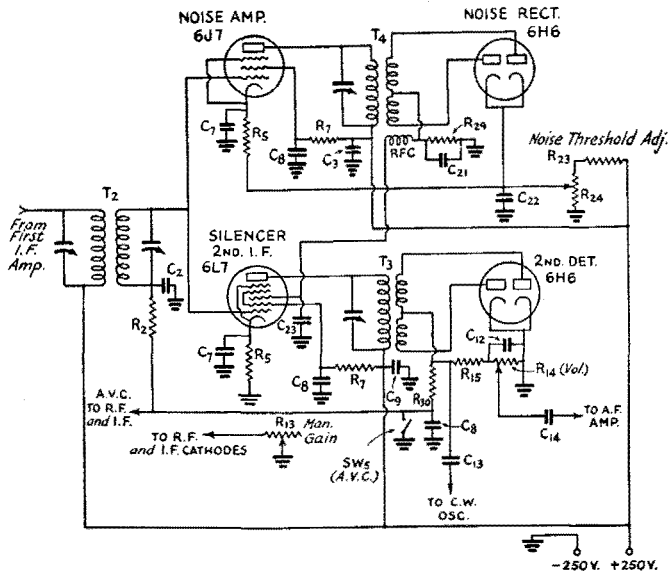 NOISE AMP.
6J7
T4
NOISE RECT.
6H6
C7
R5
C8
R7
C3
RFC
R29
C21
Noise Threshold Adj.
R23
R24
C22
From
First
I.F.
Amp.
T2
C2
R2
SILENCER
2ND. I.F.
6L7
C23
T3
2ND. DET.
6H6
C7
R5
C8
R7
C9
R30
C12
R15
R14 (Vol.)
A.V.C.
TO R.F.
and I.F.
TO R.F.
and I.F. CATHODES
R13
Man.
Gain
SW5
(A.V.C.)
C8
C13
C14
TO A.F.
AMP.
TO C.W.
OSC.
-250V. +250V.